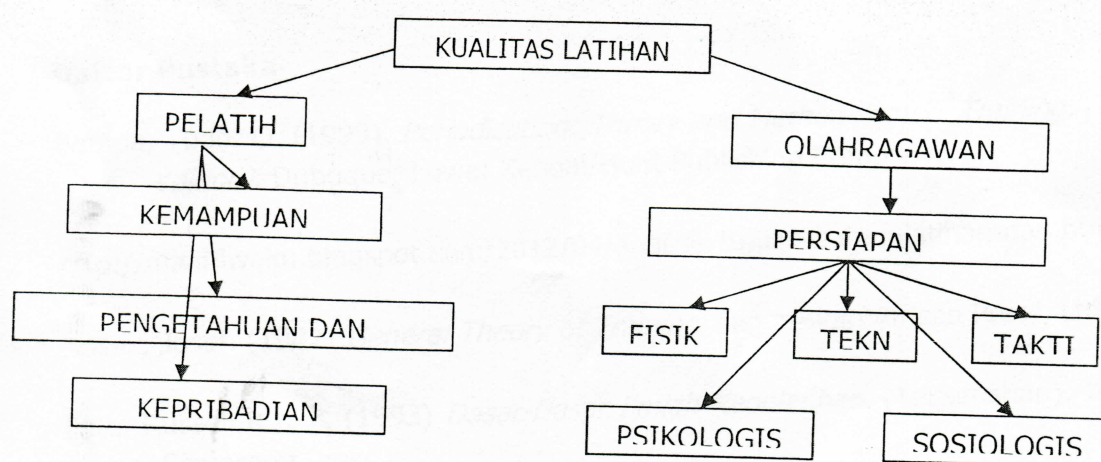 KUALITAS LATIHAN
PELATIH
OLAHRAGAWAN
KEMAMPUAN
PERSIAPAN
PENGETAHUAN DAN
FISIK
TEKN
TAKTI
KEPRIBADIAN
PSIKOLOGIS
SOSIOLOGIS